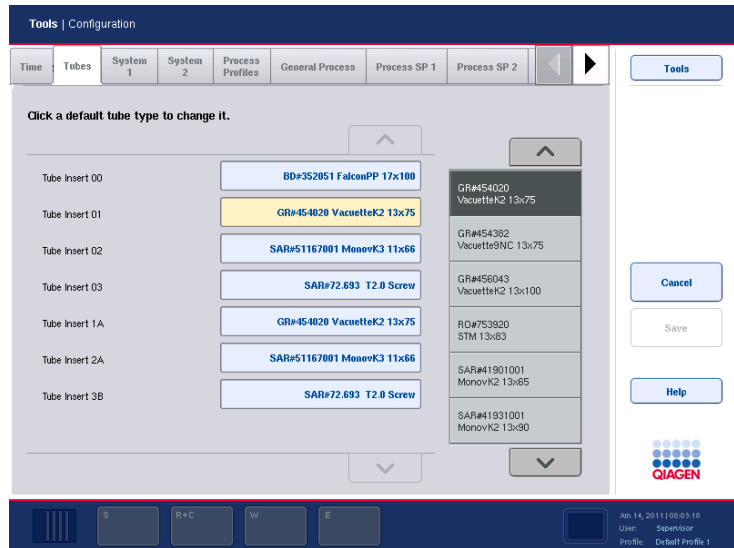 Tools | Configuration
Time
Tubes
System 1
System 2
Process Profiles
General Process
Process SP 1
Process SP 2
Tools
Click a default tube type to change it.
Tube Insert 00 BD#352051 FalconPP 17x100
Tube Insert 01 GR#454020 VacuetteK2 13x75
Tube Insert 02 SAR#51167001 MonovK3 11x66
Tube Insert 03 SAR#72.693 T2.0 Screw
Tube Insert 1A GR#454020 VacuetteK2 13x75
Tube Insert 2A SAR#51167001 MonovK3 11x66
Tube Insert 3B SAR#72.693 T2.0 Screw
GR#454020
VacuetteK2 13x75
GR#454382
Vacuette9NC 13x75
GR#456043
VacuetteK2 13x100
RO#753920
STM 13x83
SAR#41901001
MonovK2 13x65
SAR#41931001
MonovK2 13x90
Cancel
Save
Help
QIAGEN
S
R+C
W
E
Jun 14, 2011 | 08:03:18
User: Supervisor
Profile: Default Profile 1